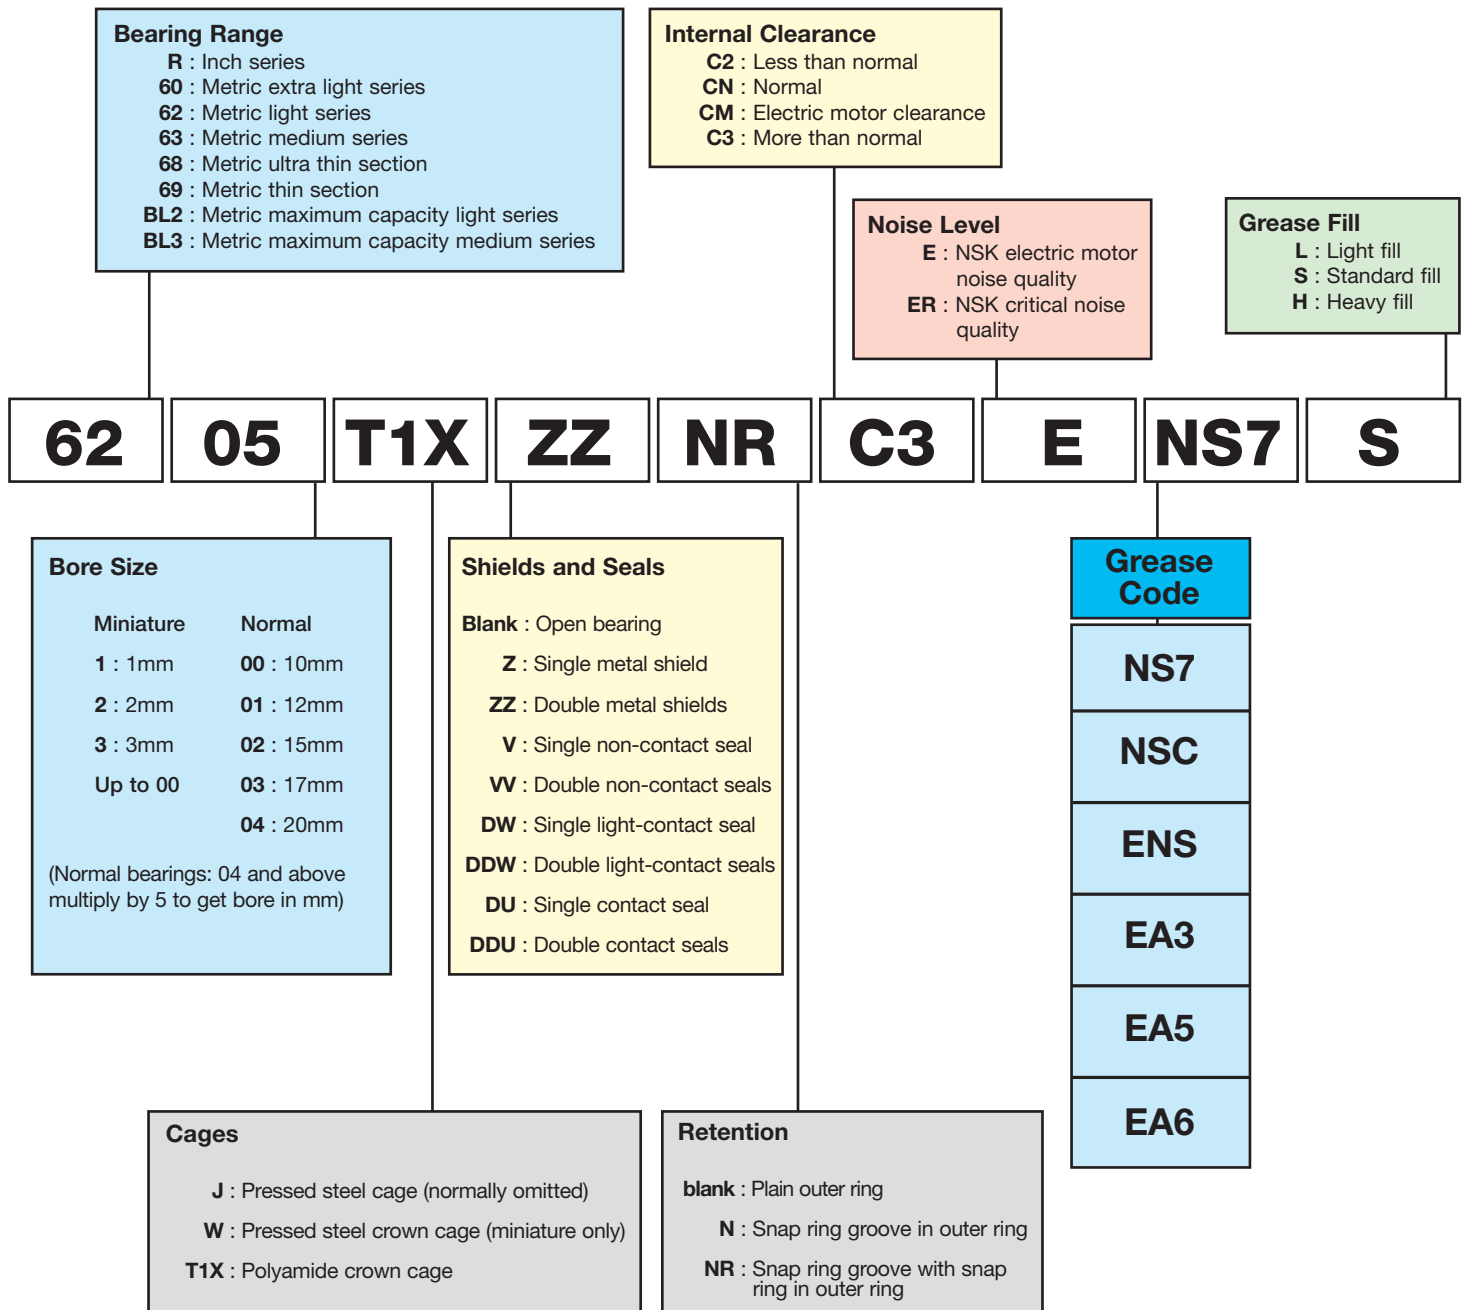 Bearing Range
R : Inch series
60 : Metric extra light series
62 : Metric light series
63 : Metric medium series
68 : Metric ultra thin section
69 : Metric thin section
BL2 : Metric maximum capacity light series
BL3 : Metric maximum capacity medium series
Internal Clearance
C2 : Less than normal
CN : Normal
CM : Electric motor clearance
C3 : More than normal
Noise Level
E : NSK electric motor
noise quality
ER : NSK critical noise
quality
Grease Fill
L : Light fill
S : Standard fill
H : Heavy fill
62 05 T1X ZZ NR C3 E NS7 S
Bore Size
Miniature Normal
1 : 1mm 00 : 10mm
2 : 2mm 01 : 12mm
3 : 3mm 02 : 15mm
Up to 00 03 : 17mm
04 : 20mm
(Normal bearings: 04 and above
multiply by 5 to get bore in mm)
Shields and Seals
Blank : Open bearing
Z : Single metal shield
ZZ : Double metal shields
V : Single non-contact seal
VV : Double non-contact seals
DW : Single light-contact seal
DDW : Double light-contact seals
DU : Single contact seal
DDU : Double contact seals
Grease
Code
NS7
NSC
ENS
EA3
EA5
EA6
Cages
J : Pressed steel cage (normally omitted)
W : Pressed steel crown cage (miniature only)
T1X : Polyamide crown cage
Retention
blank : Plain outer ring
N : Snap ring groove in outer ring
NR : Snap ring groove with snap
ring in outer ring